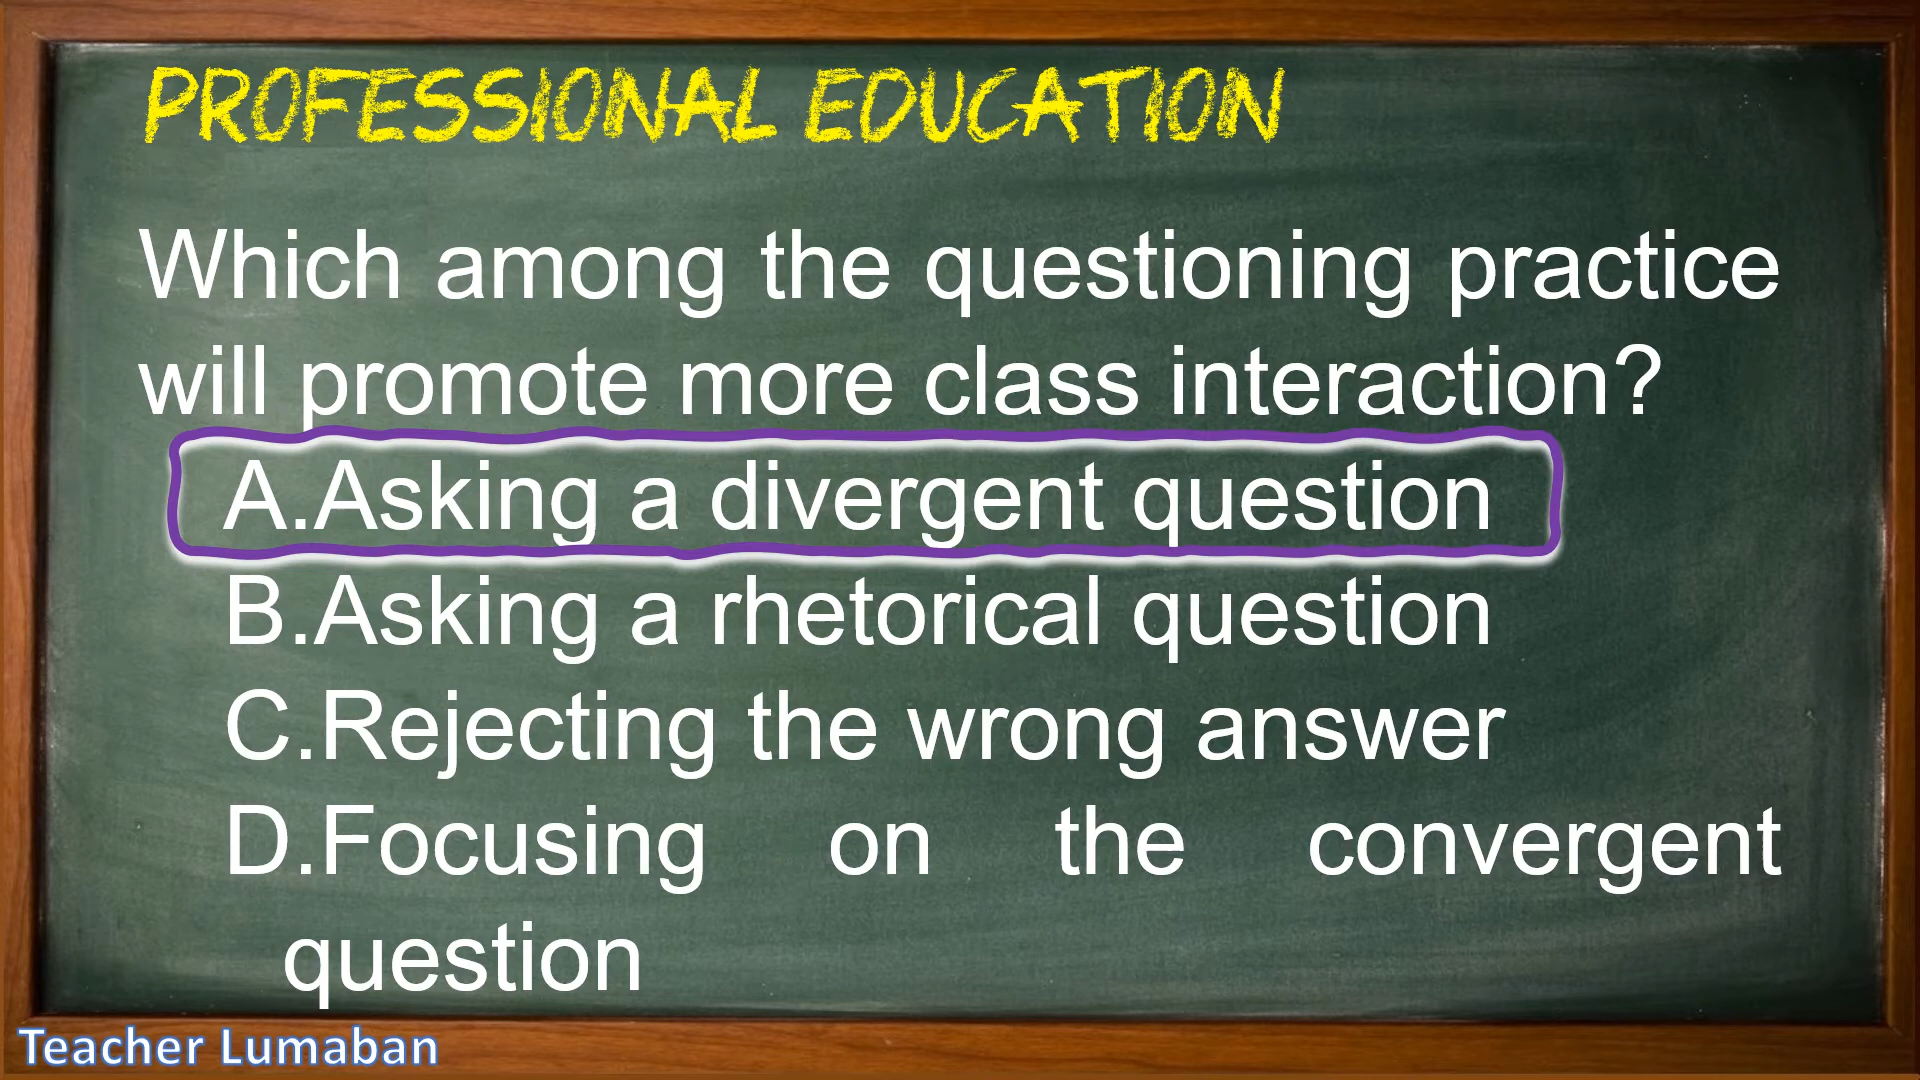 PROFESSIONAL EDUCATION
Which among the questioning practice
will promote more class interaction?
A.Asking a divergent question
B.Asking a rhetorical question
C.Rejecting the wrong answer
D.Focusing on the convergent
question
Teacher Lumaban